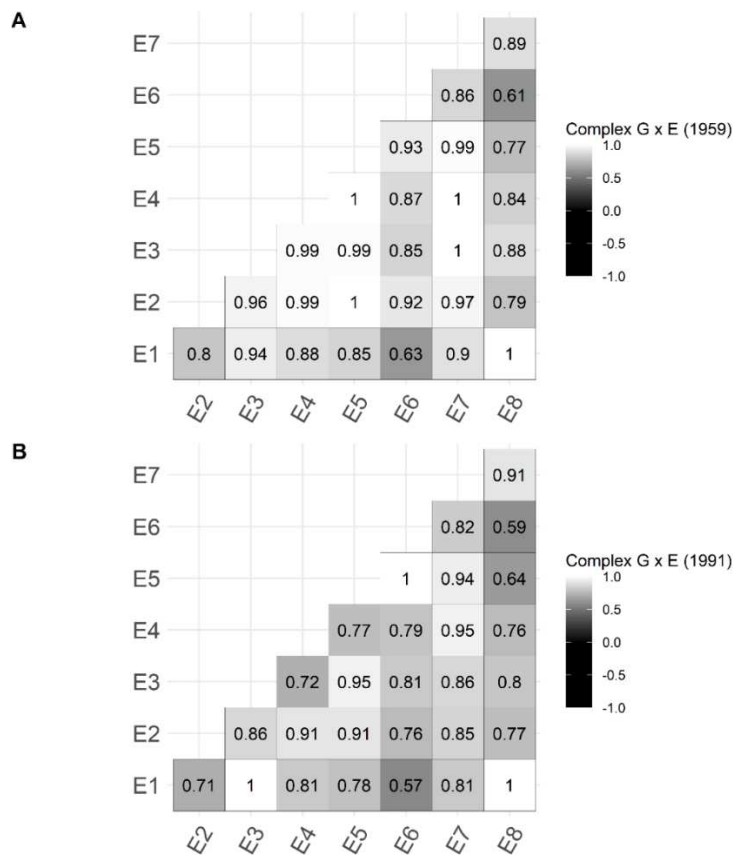 A
E7 0.89
E6 0.86 0.61
E5 0.93 0.99 0.77
E4 1 0.87 1 0.84
E3 0.99 0.99 0.85 1 0.88
E2 0.96 0.99 1 0.92 0.97 0.79
E1 0.8 0.94 0.88 0.85 0.63 0.9 1
E2 E3 E4 E5 E6 E7 E8
Complex G x E (1959)
1.0
0.5
0.0
-0.5
-1.0
B
E7 0.91
E6 0.82 0.59
E5 1 0.94 0.64
E4 0.77 0.79 0.95 0.76
E3 0.72 0.95 0.81 0.86 0.8
E2 0.86 0.91 0.91 0.76 0.85 0.77
E1 0.71 1 0.81 0.78 0.57 0.81 1
E2 E3 E4 E5 E6 E7 E8
Complex G x E (1991)
1.0
0.5
0.0
-0.5
-1.0